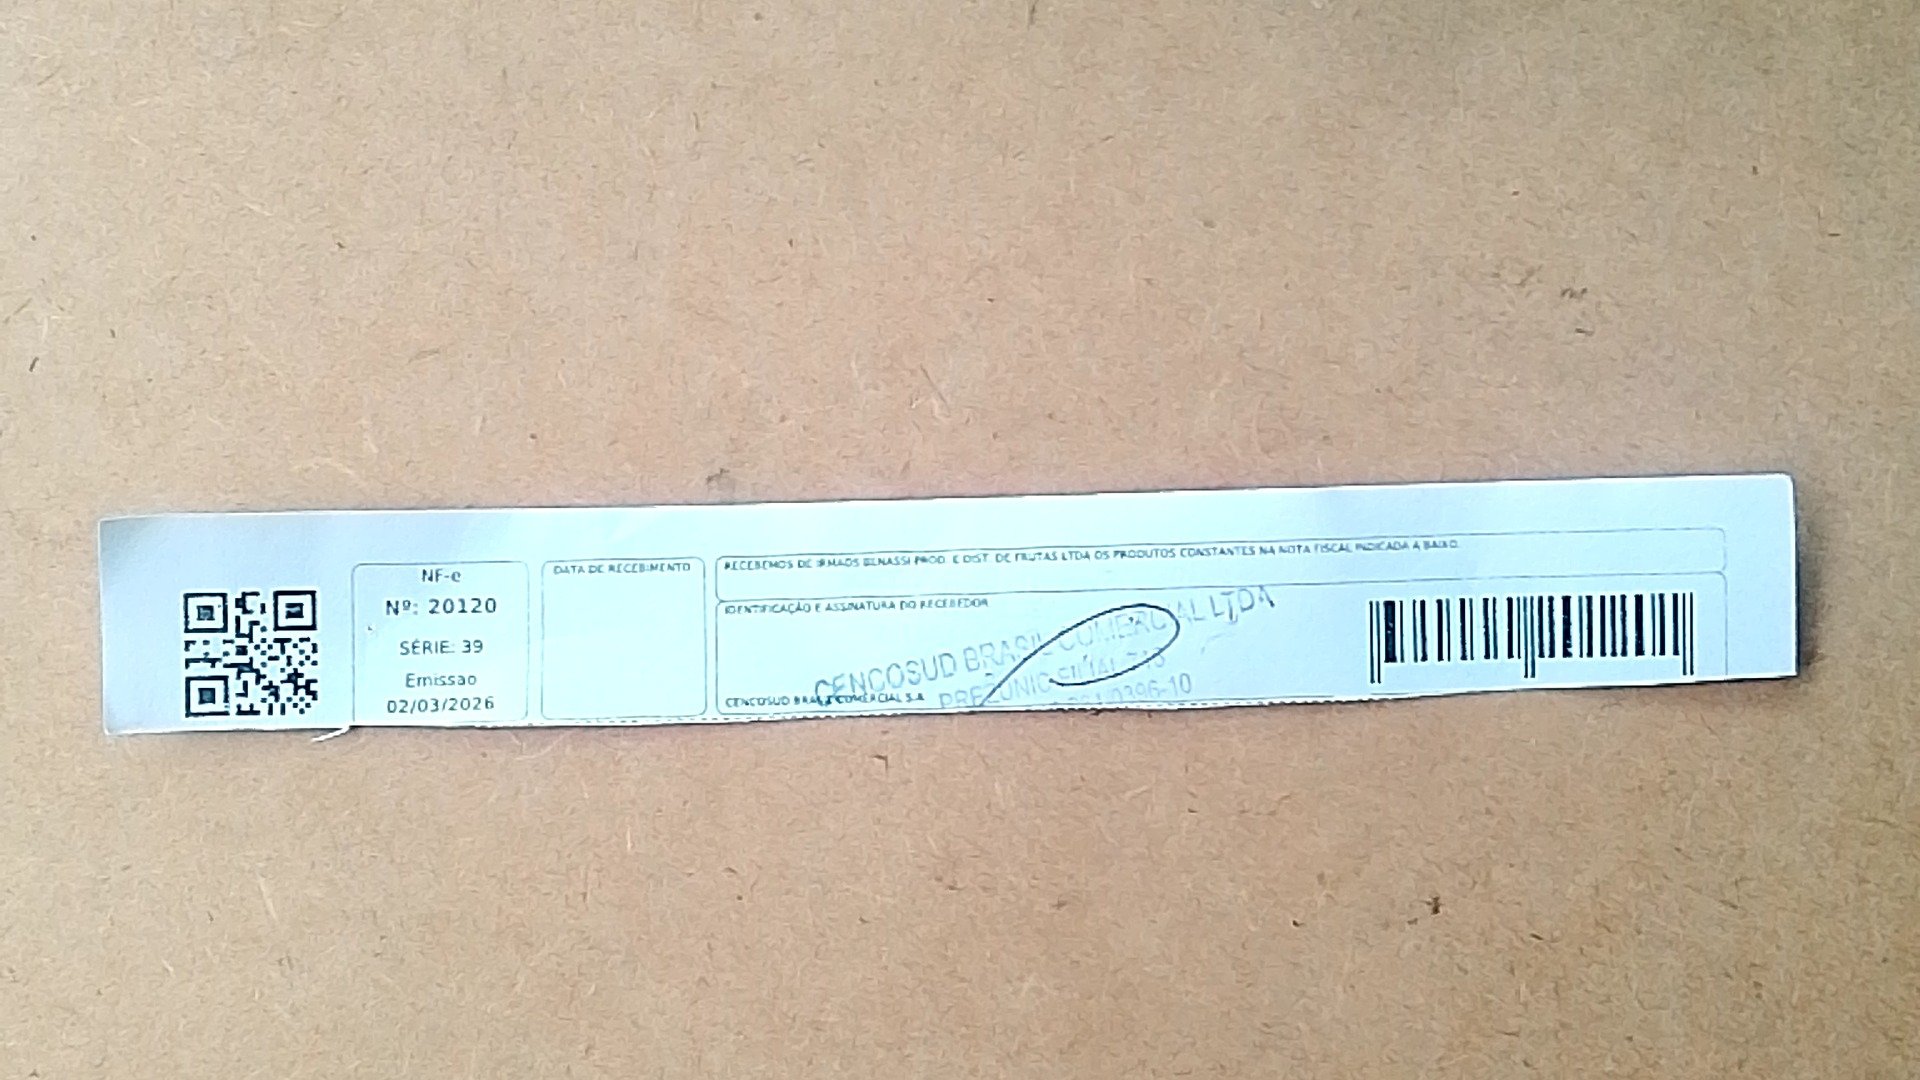 NF-e
Nº: 20120
SÉRIE: 39
Emissao
02/03/2026
DATA DE RECEBIMENTO
RECEBEMOS DE IRMAOS BENASSI PROD. E DIST. DE FRUTAS LTDA OS PRODUTOS CONSTANTES NA NOTA FISCAL INDICADA A BAIXO.
IDENTIFICAÇÃO E ASSINATURA DO RECEBEDOR
CENCOSUD BRASIL COMERCIAL LTDA
PREZUNIC FILIAL
CENCOSUD BRASIL COMERCIAL S.A.